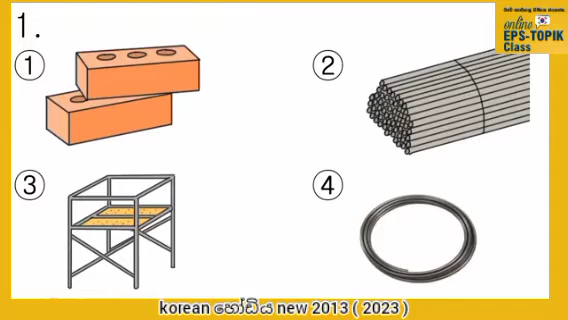 online
EPS-TOPIK
Class
1.
①
②
③
④
korean හෝඩිය new 2013 ( 2023 )